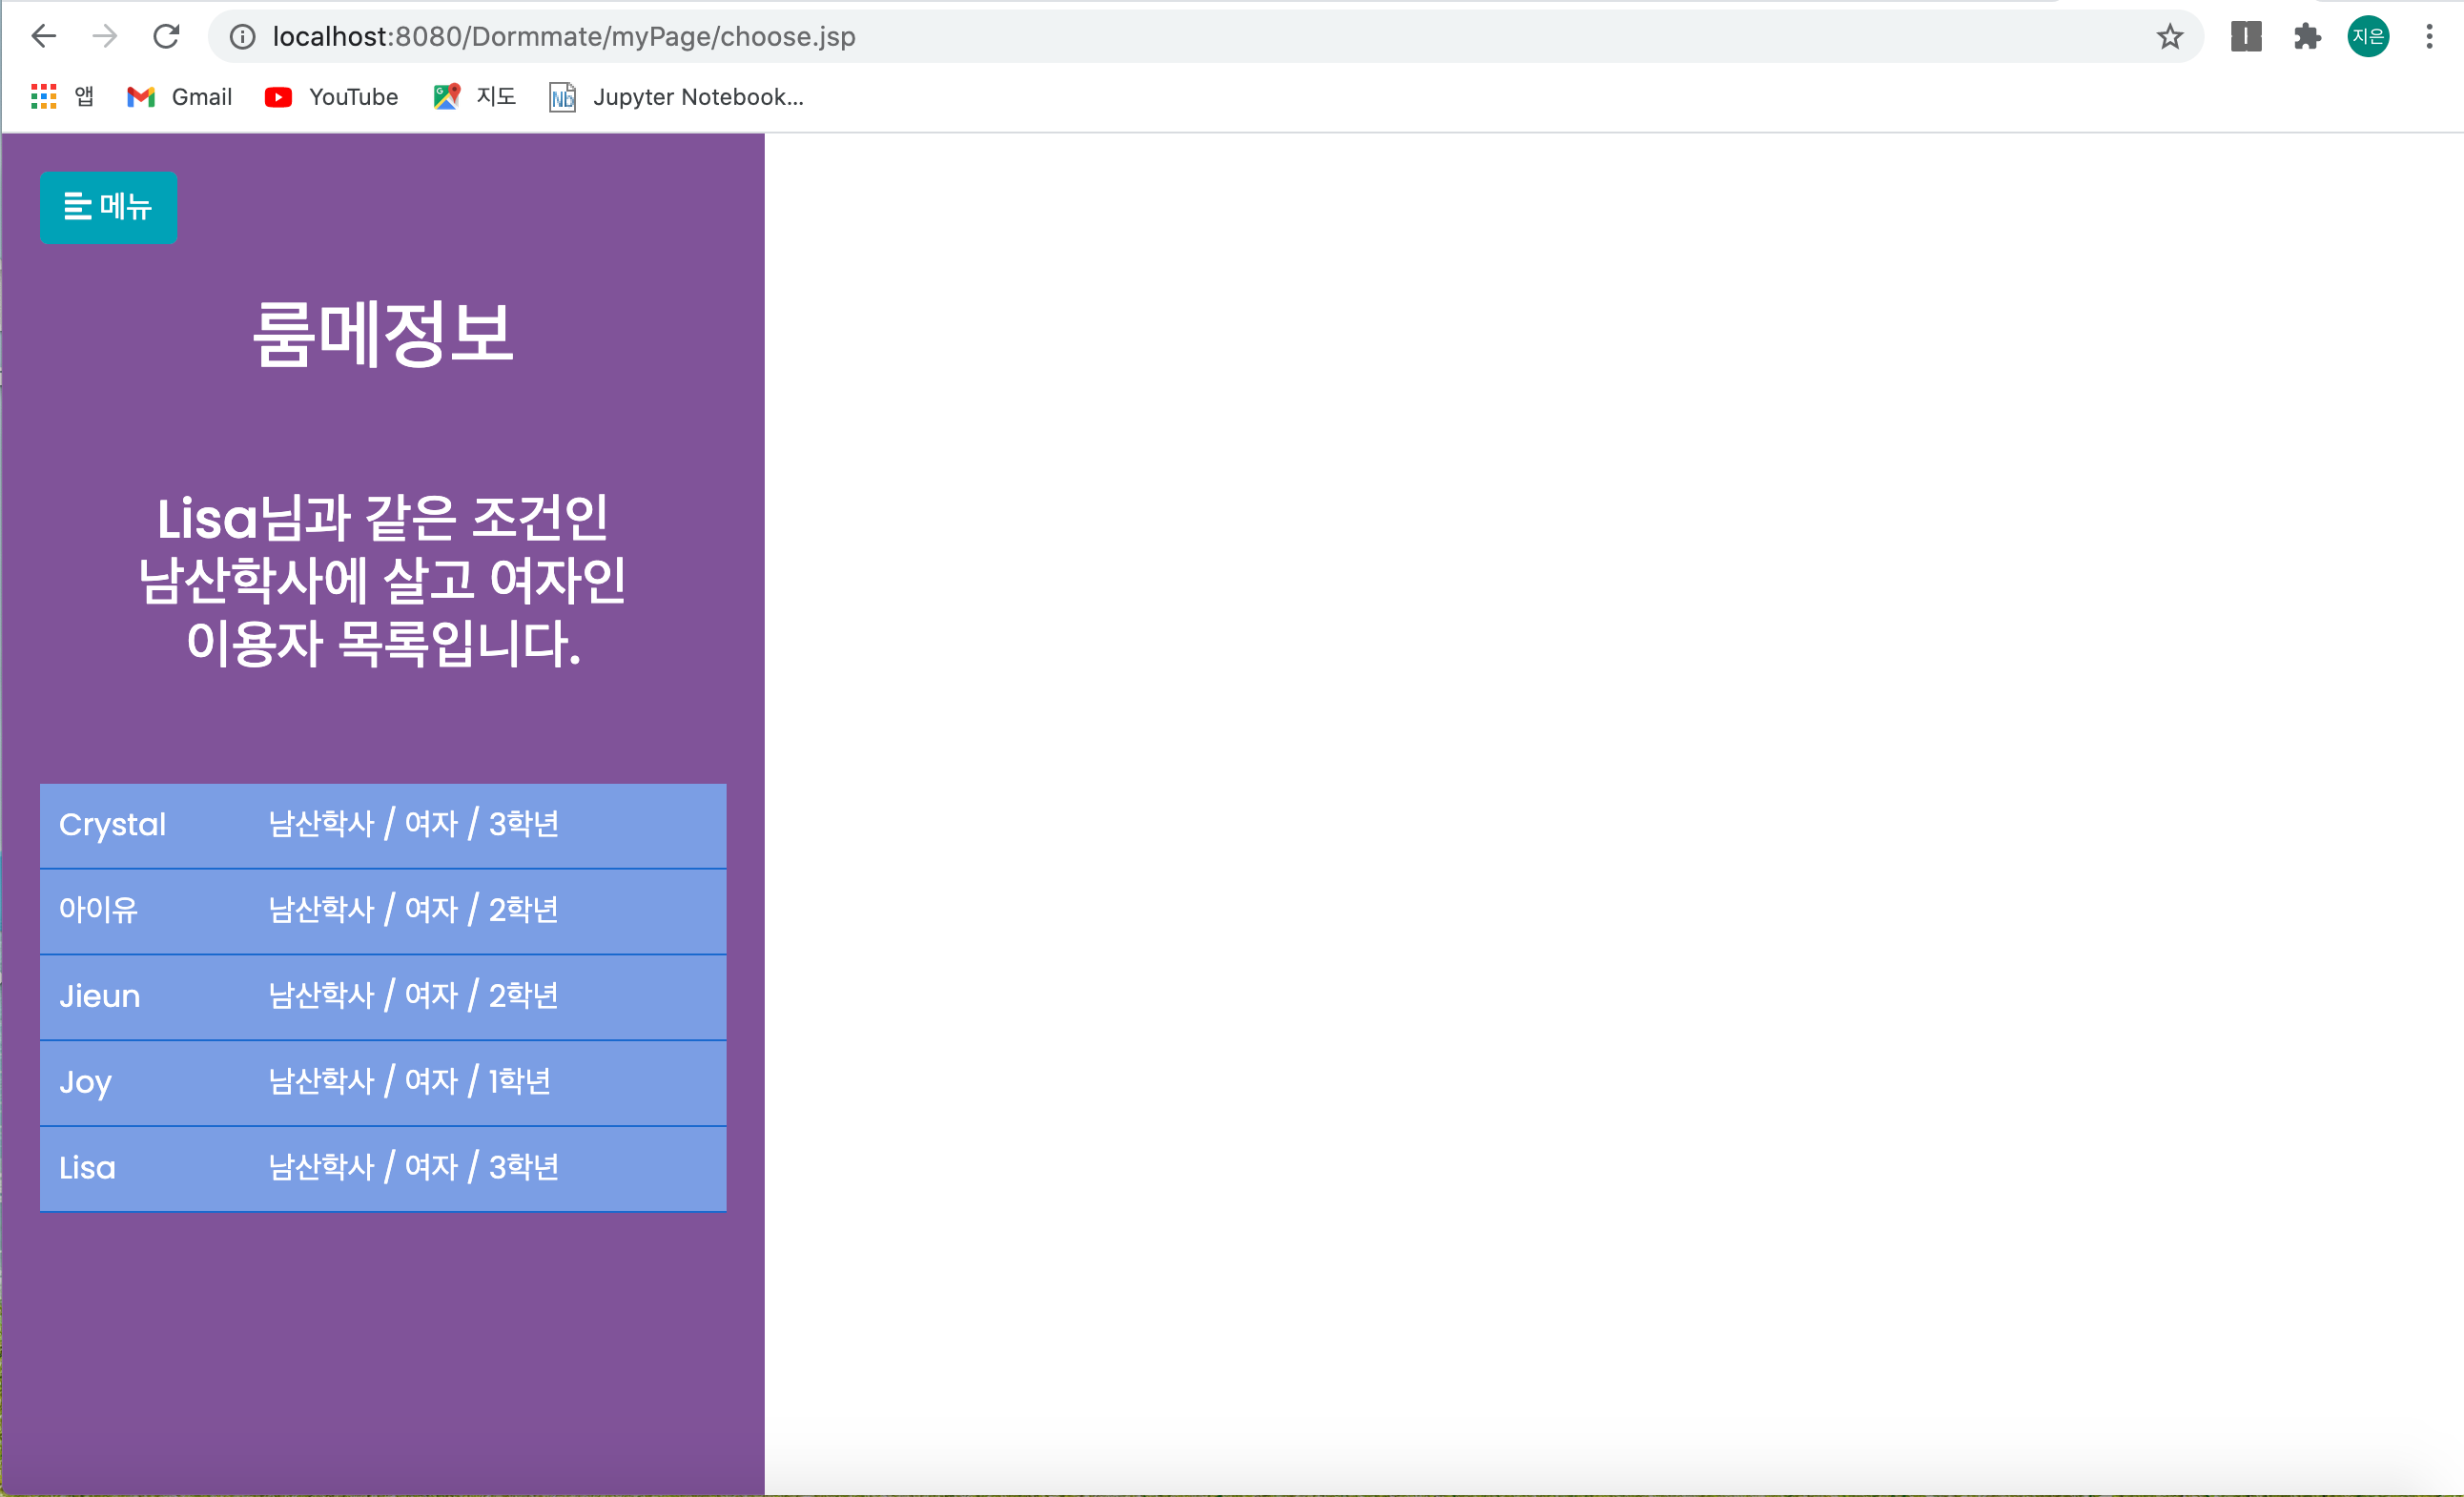 localhost:8080/Dormmate/myPage/choose.jsp
지은
앱 Gmail YouTube 지도 Jupyter Notebook...
메뉴
룸메정보
Lisa님과 같은 조건인
남산학사에 살고 여자인
이용자 목록입니다.
Crystal 남산학사 / 여자 / 3학년
아이유 남산학사 / 여자 / 2학년
Jieun 남산학사 / 여자 / 2학년
Joy 남산학사 / 여자 / 1학년
Lisa 남산학사 / 여자 / 3학년